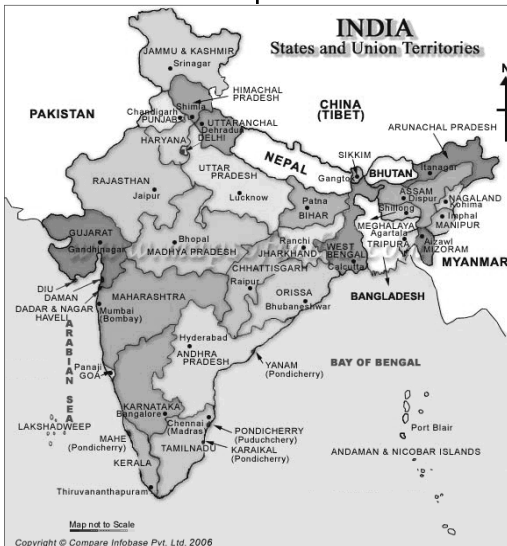 INDIA
States and Union Territories
N
JAMMU & KASHMIR
Srinagar
HIMACHAL
PRADESH
PAKISTAN
Chandigarh
Shimla
PUNJAB
UTTARANCHAL
Dehradun
CHINA
(TIBET)
HARYANA
DELHI
ARUNACHAL PRADESH
NEPAL
SIKKIM
BHUTAN
Itanagar
RAJASTHAN
UTTAR
PRADESH
Gangtok
Jaipur
Lucknow
ASSAM
Dispur
NAGALAND
Kohima
Patna
BIHAR
Shillong
MEGHALAYA
Imphal
MANIPUR
GUJARAT
Gandhinagar
Bhopal
MADHYA PRADESH
Ranchi
JHARKHAND
WEST
BENGAL
Calcutta
Agartala
TRIPURA
Aizawl
MIZORAM
MYANMAR
CHHATTISGARH
Raipur
ORISSA
Bhubaneshwar
BANGLADESH
DIU
DAMAN
DADAR & NAGAR
HAVELI
MAHARASHTRA
Mumbai
(Bombay)
ARABIAN SEA
Hyderabad
ANDHRA
PRADESH
YANAM
(Pondicherry)
BAY OF BENGAL
Panaji
GOA
KARNATAKA
Bangalore
Chennai
(Madras)
PONDICHERRY
(Puduchchery)
Port Blair
LAKSHADWEEP
MAHE
(Pondicherry)
KARAIKAL
(Pondicherry)
TAMILNADU
ANDAMAN & NICOBAR ISLANDS
KERALA
Thiruvananthapuram
Map not to Scale
Copyright © Compare Infobase Pvt. Ltd. 2006